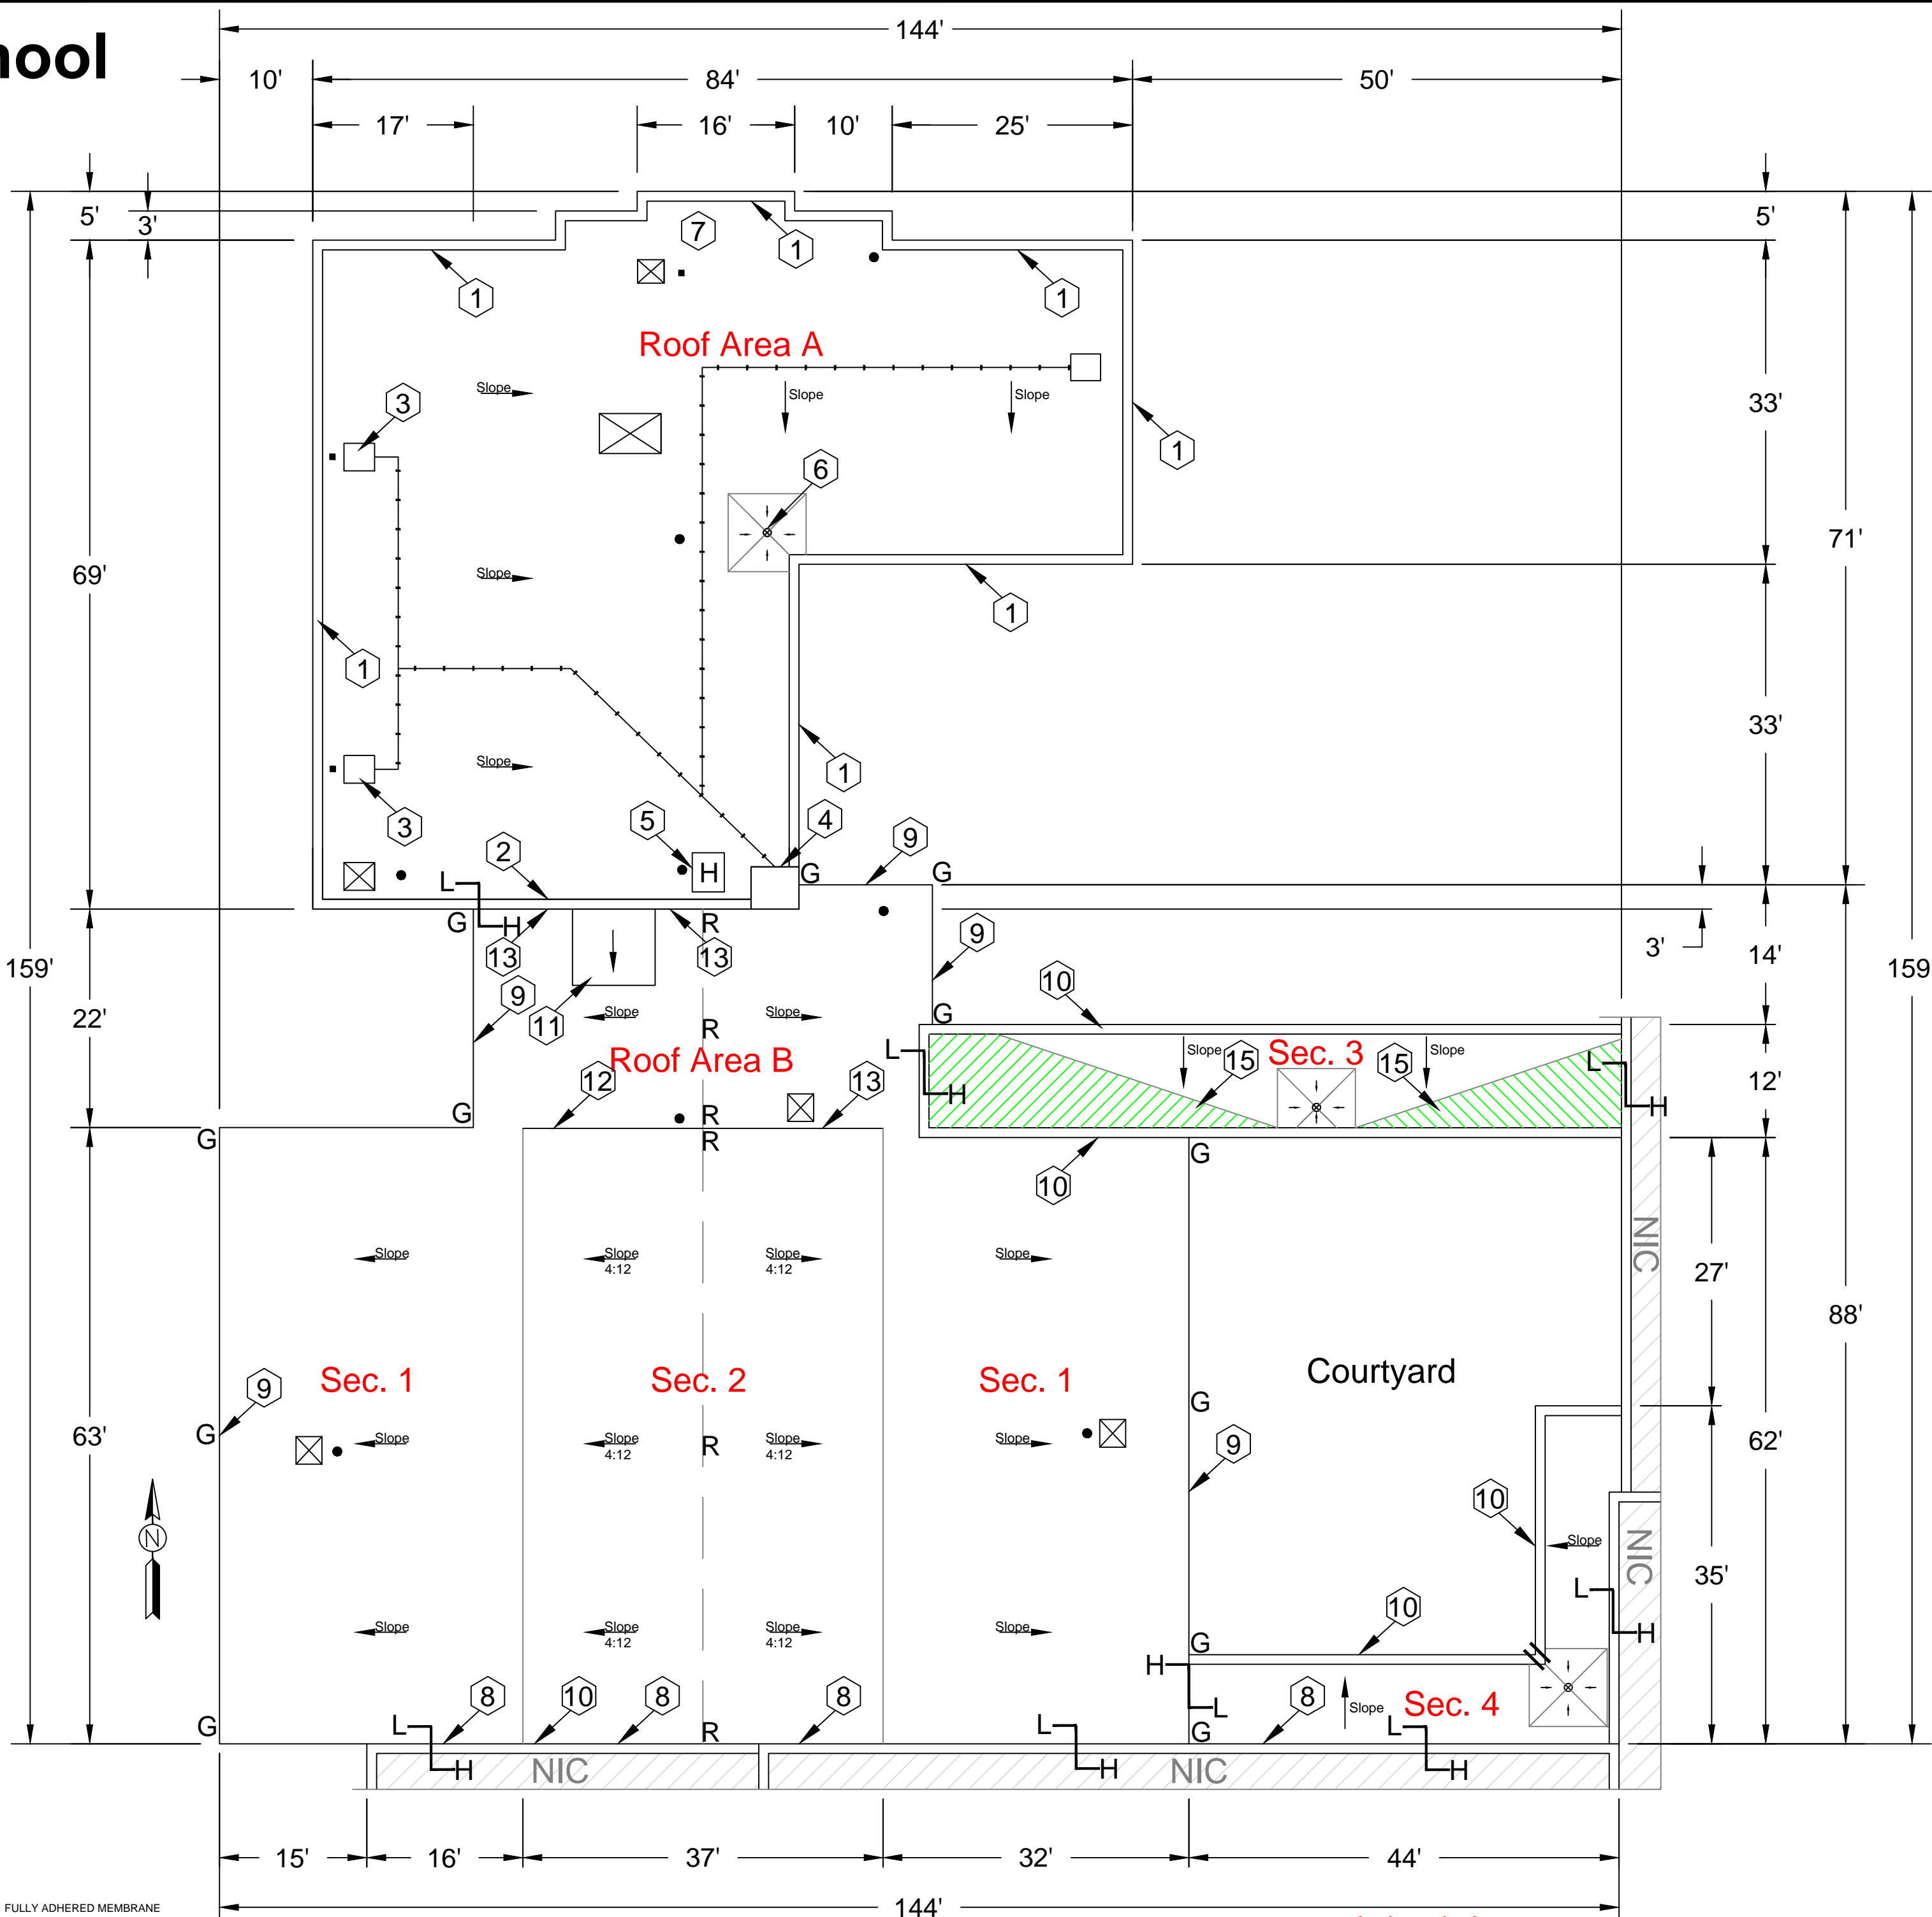 144'
hool
10'
84'
50'
17'
16'
10'
25'
5'
3'
5'
7
1
1
1
Roof Area A
Slope
Slope
Slope
3
33'
1
6
71'
69'
Slope
1
1
33'
1
Slope
3
5
4
9
2
H
L
G
G
G
H
R
13
13
9
3'
14'
159'
159
9
10
22'
11
Slope
Slope
G
R
Roof Area B
L
Slope
Sec. 3
Slope
15
15
L
12
13
12'
H
H
G
R
G
R
G
10
NIC
27'
Slope
Slope
4:12
Slope
4:12
Slope
88'
Courtyard
Sec. 1
Sec. 2
Sec. 1
9
G
G
Slope
Slope
4:12
R
Slope
4:12
Slope
9
63'
62'
10
N
Slope
NIC
35'
L
10
Slope
Slope
4:12
Slope
4:12
Slope
G
H
H
8
10
8
8
8
L
Slope
Sec. 4
G
L
R
L
G
L
H
NIC
H
NIC
H
15'
16'
37'
32'
44'
FULLY ADHERED MEMBRANE
144'